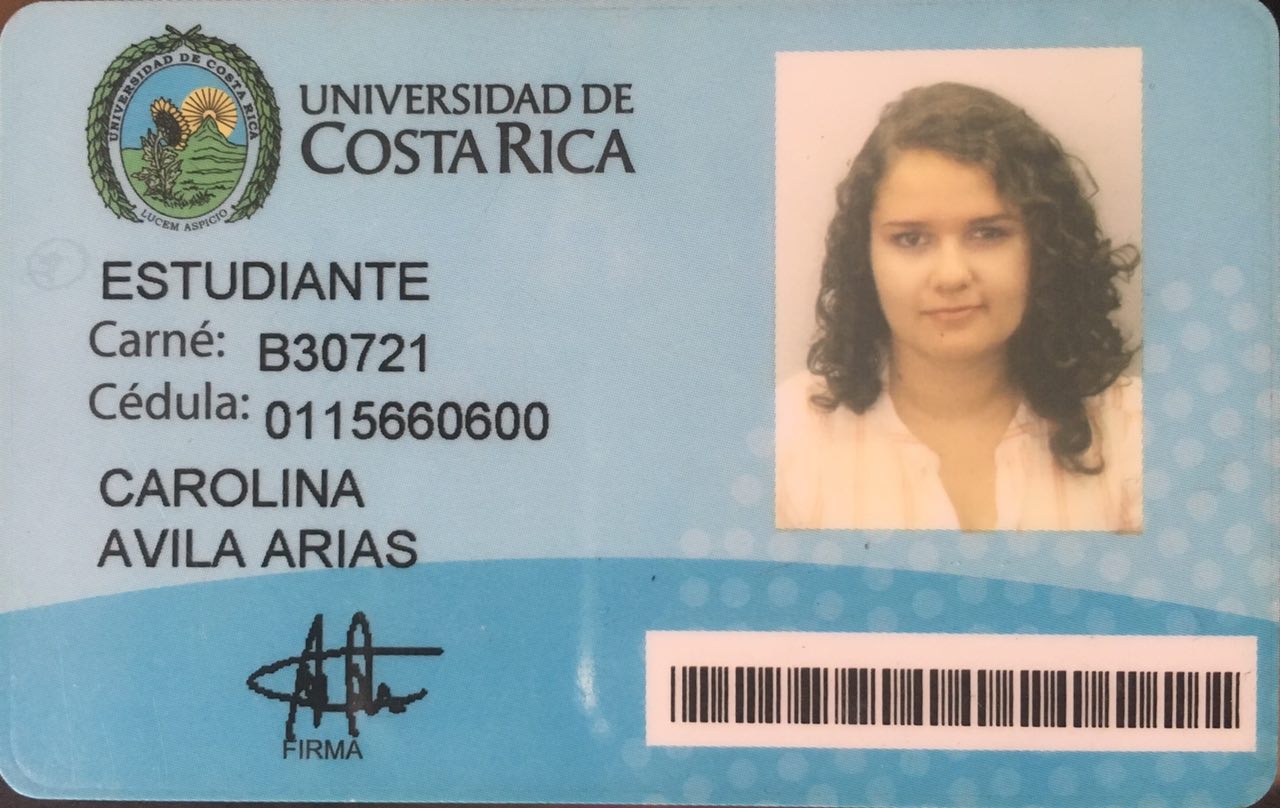 UNIVERSIDAD DE COSTA RICA
LUCEM ASPICIO
UNIVERSIDAD DE
COSTA RICA
ESTUDIANTE
Carné: B30721
Cédula: 0115660600
CAROLINA
AVILA ARIAS
FIRMA